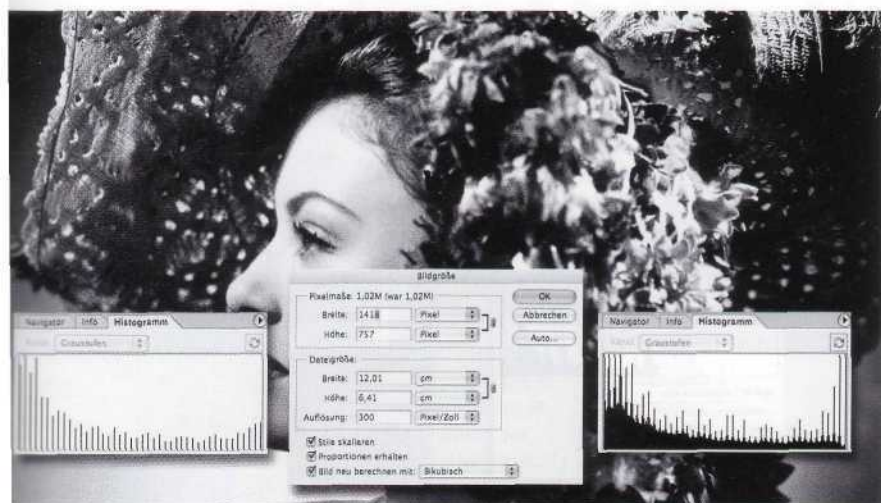 Bildgröße
Pixelmaße: 1,02M (war 1,02M)
Breite: 1418 Pixel
Höhe: 757 Pixel
OK
Abbrechen
Auto...
Dateigröße:
Breite: 12,01 cm
Höhe: 6,41 cm
Auflösung: 300 Pixel/Zoll
Stile skalieren
Proportionen erhalten
Bild neu berechnen mit: Bikubisch
Navigator Info Histogramm
Kanal: Graustufen
Navigator Info Histogramm
Kanal: Graustufen